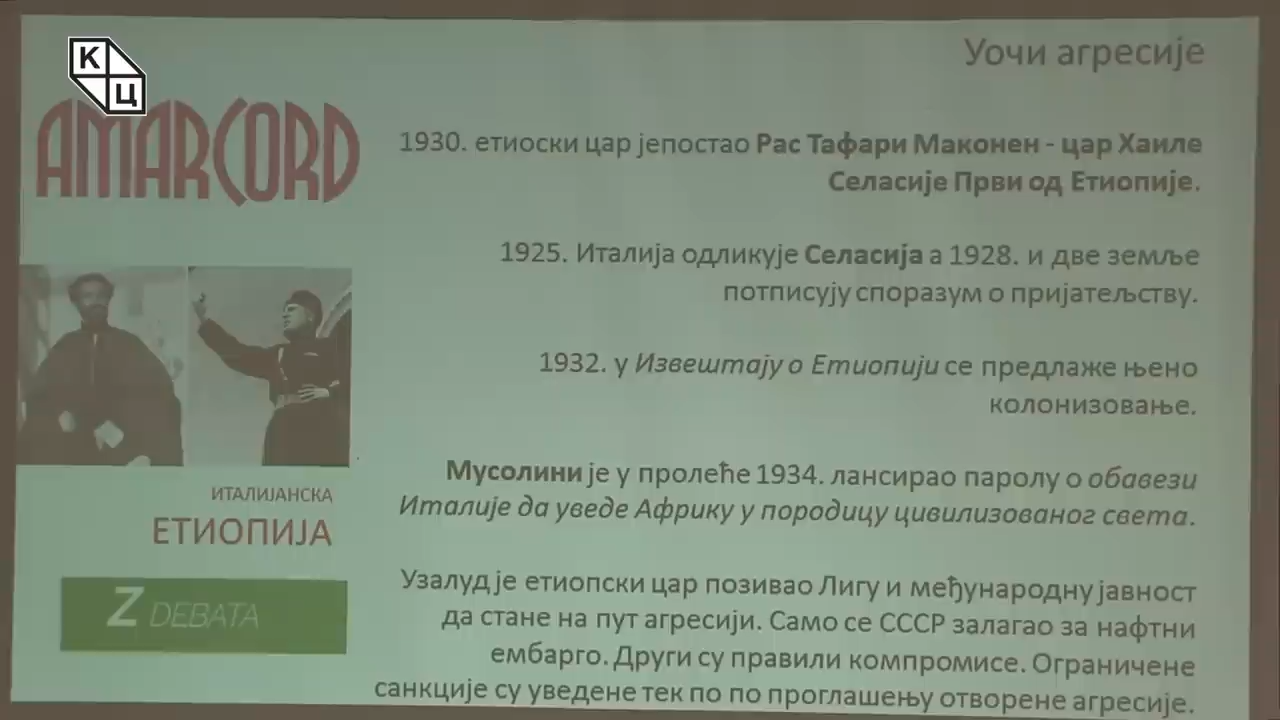 КЦ
AMARCORD
Уочи агресије
1930. етиоски цар јепостао Рас Тафари Маконен - цар Хаиле
Селасије Први од Етиопије.
1925. Италија одликује Селасија а 1928. и две земље
потписују споразум о пријатељству.
1932. у Извештају о Етиопији се предлаже њено
колонизовање.
Мусолини је у пролеће 1934. лансирао паролу о обавези
Италије да уведе Африку у породицу цивилизованог света.
Узалуд је етиопски цар позивао Лигу и међународну јавност
да стане на пут агресији. Само се СССР залагао за нафтни
ембарго. Други су правили компромисе. Ограничене
санкције су уведене тек по по проглашењу отворене агресије.
ИТАЛИЈАНСКА
ЕТИОПИЈА
Z DEBATA